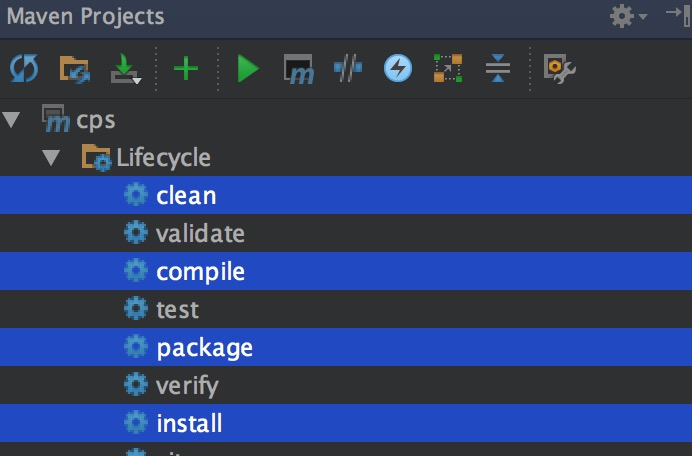 Maven Projects
cps
Lifecycle
clean
validate
compile
test
package
verify
install